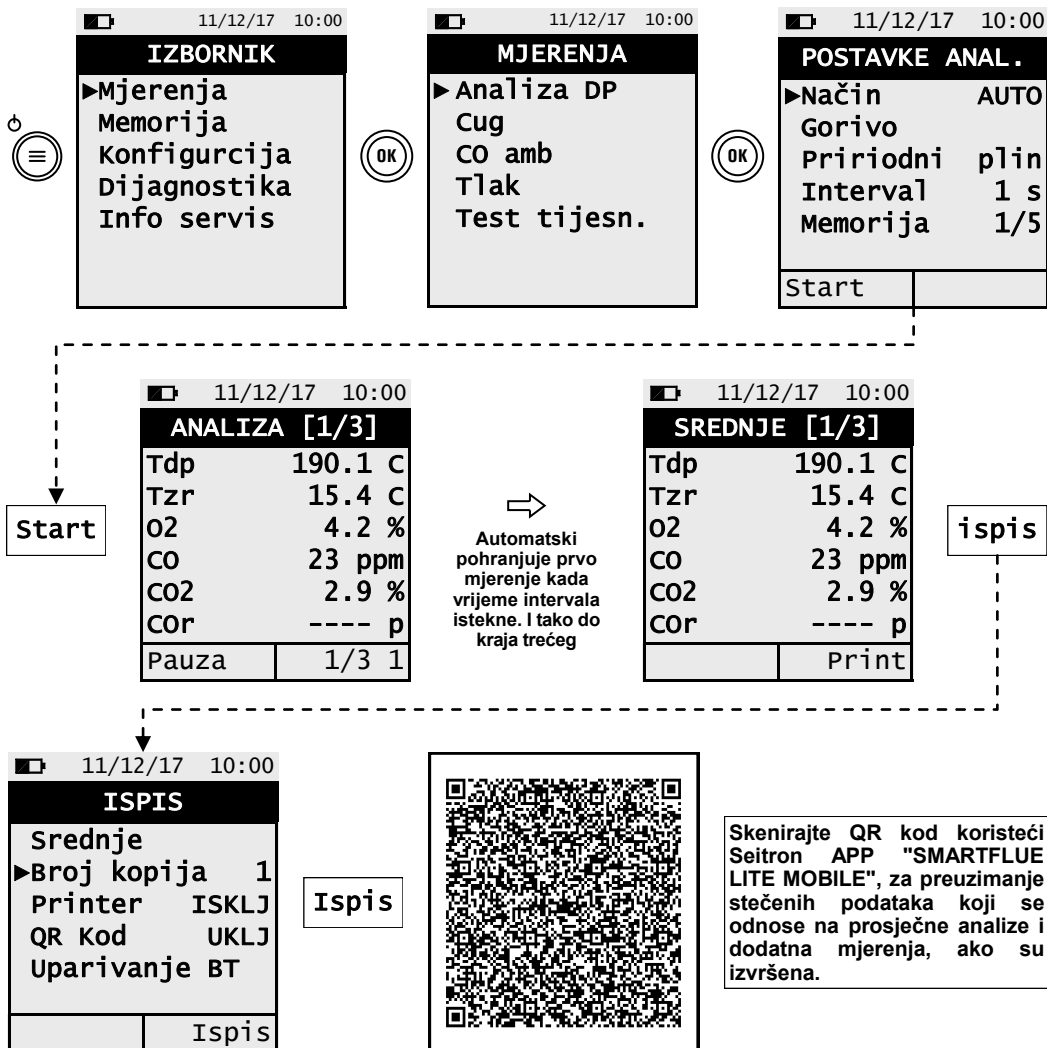 11/12/17 10:00
IZBORNIK
►Mjerenja
Memorija
Konfigurcija
Dijagnostika
Info servis
OK
11/12/17 10:00
MJERENJA
►Analiza DP
Cug
CO amb
Tlak
Test tijesn.
OK
11/12/17 10:00
POSTAVKE ANAL.
►Način AUTO
Gorivo
Pririodni plin
Interval 1 s
Memorija 1/5
Start
Start
11/12/17 10:00
ANALIZA [1/3]
Tdp 190.1 C
Tzr 15.4 C
O2 4.2 %
CO 23 ppm
CO2 2.9 %
COr ---- p
Pauza 1/3 1
Automatski
pohranjuje prvo
mjerenje kada
vrijeme intervala
istekne. I tako do
kraja trećeg
11/12/17 10:00
SREDNJE [1/3]
Tdp 190.1 C
Tzr 15.4 C
O2 4.2 %
CO 23 ppm
CO2 2.9 %
COr ---- p
Print
ispis
11/12/17 10:00
ISPIS
Srednje
►Broj kopija 1
Printer ISKLJ
QR Kod UKLJ
Uparivanje BT
Ispis
Ispis
Skenirajte QR kod koristeći
Seitron APP "SMARTFLUE
LITE MOBILE", za preuzimanje
stečenih podataka koji se
odnose na prosječne analize i
dodatna mjerenja, ako su
izvršena.